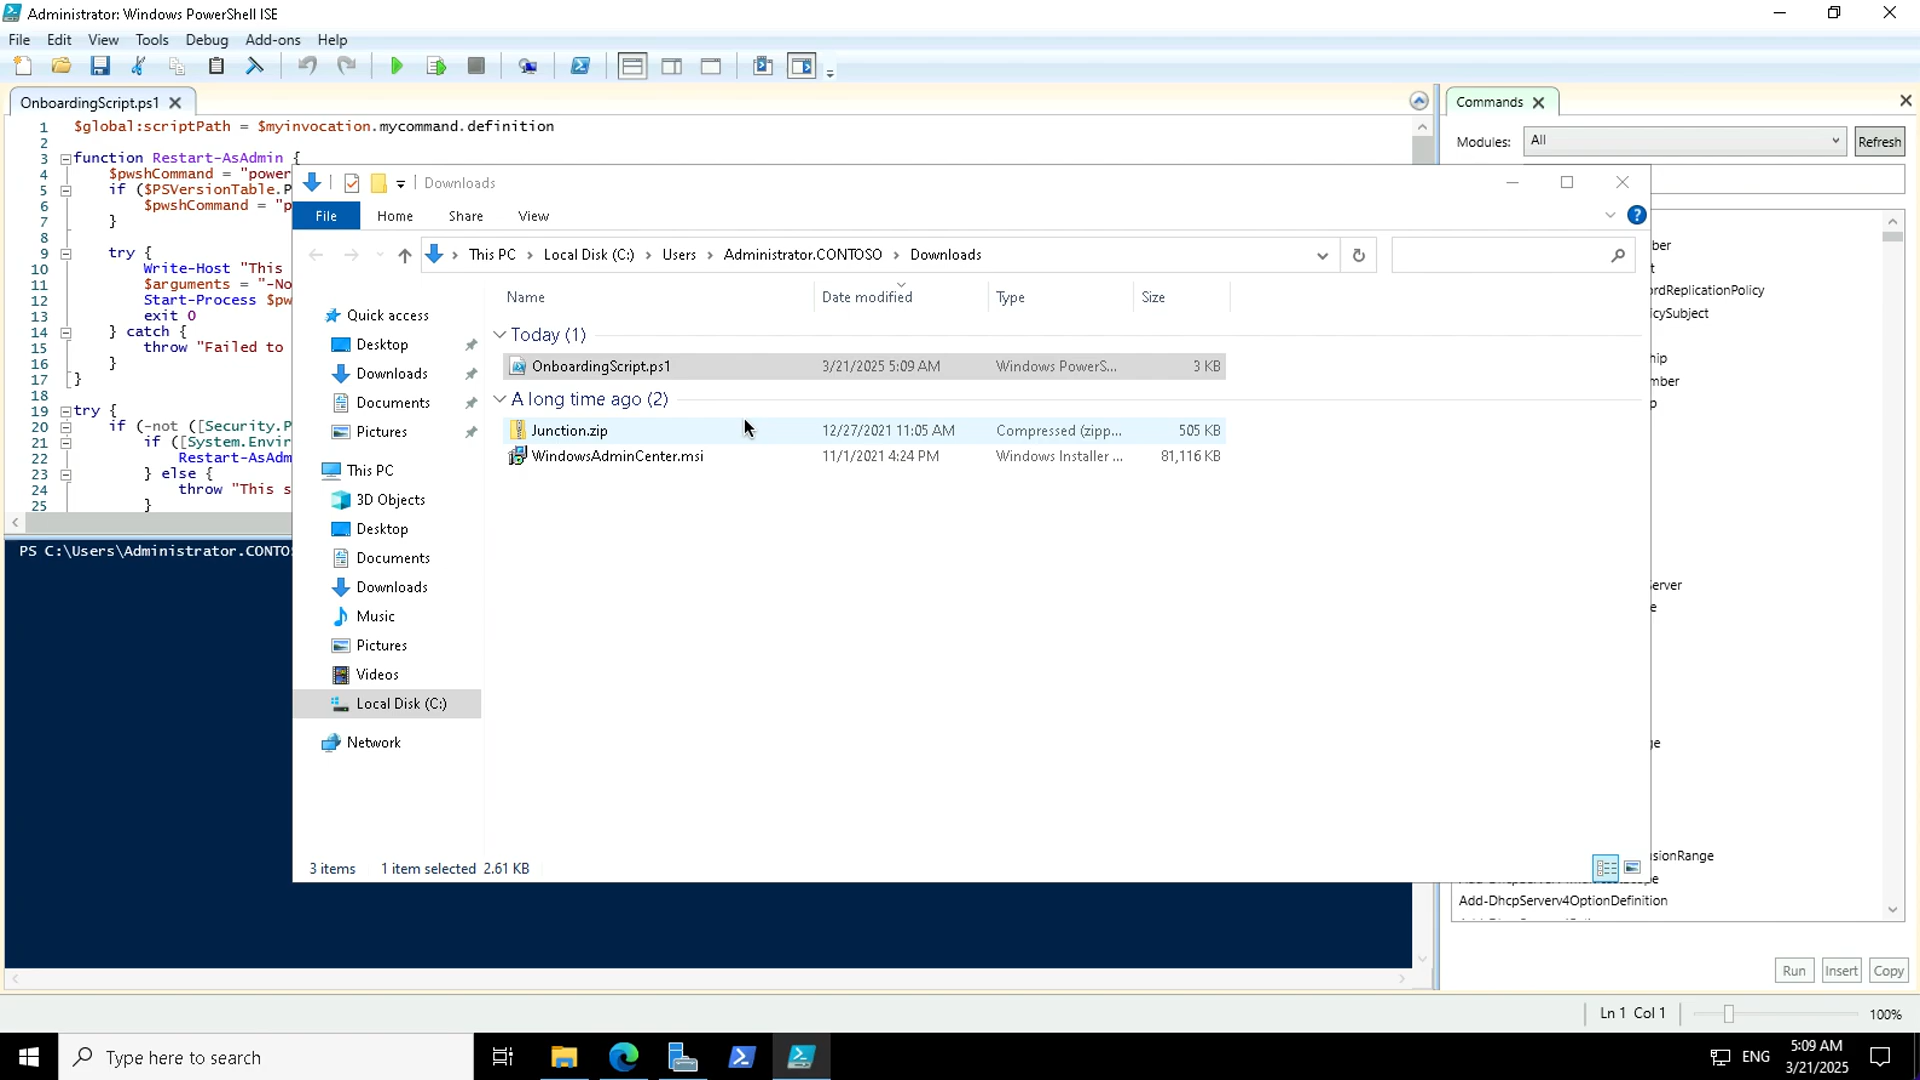 Administrator: Windows PowerShell ISE
File Edit View Tools Debug Add-ons Help
OnboardingScript.ps1
1 $global:scriptPath = $myinvocation.mycommand.definition
2
3 function Restart-AsAdmin {
4 $pwshCommand = "power
5 if ($PSVersionTable.P
6 $pwshCommand = "p
7 }
8
9 try {
10 Write-Host "This
11 $arguments = "-No
12 Start-Process $pw
13 exit 0
14 } catch {
15 throw "Failed to
16 }
17 }
18
19 try {
20 if (-not ([Security.P
21 if ([System.Envir
22 Restart-AsAdm
23 } else {
24 throw "This s
25 }
PS C:\Users\Administrator.CONTO
Downloads
File Home Share View
This PC > Local Disk (C:) > Users > Administrator.CONTOSO > Downloads
Quick access
Desktop
Downloads
Documents
Pictures
This PC
3D Objects
Desktop
Documents
Downloads
Music
Pictures
Videos
Local Disk (C:)
Network
Name Date modified Type Size
Today (1)
OnboardingScript.ps1 3/21/2025 5:09 AM Windows PowerS... 3 KB
A long time ago (2)
Junction.zip 12/27/2021 11:05 AM Compressed (zipp... 505 KB
WindowsAdminCenter.msi 11/1/2021 4:24 PM Windows Installer ... 81,116 KB
3 items 1 item selected 2.61 KB
Commands
Modules: All Refresh
ber
t
rdReplicationPolicy
icySubject
hip
mber
p
erver
e
ge
sionRange
Add-DhcpServerv4OptionDefinition
Run Insert Copy
Ln 1 Col 1 100%
Type here to search
ENG
5:09 AM
3/21/2025